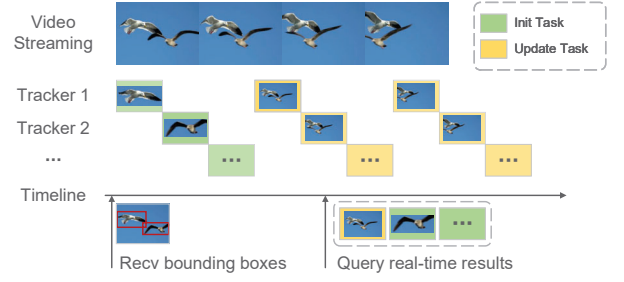 Video
Streaming
Init Task
Update Task
Tracker 1
Tracker 2
...
...
...
...
Timeline
...
Recv bounding boxes
Query real-time results